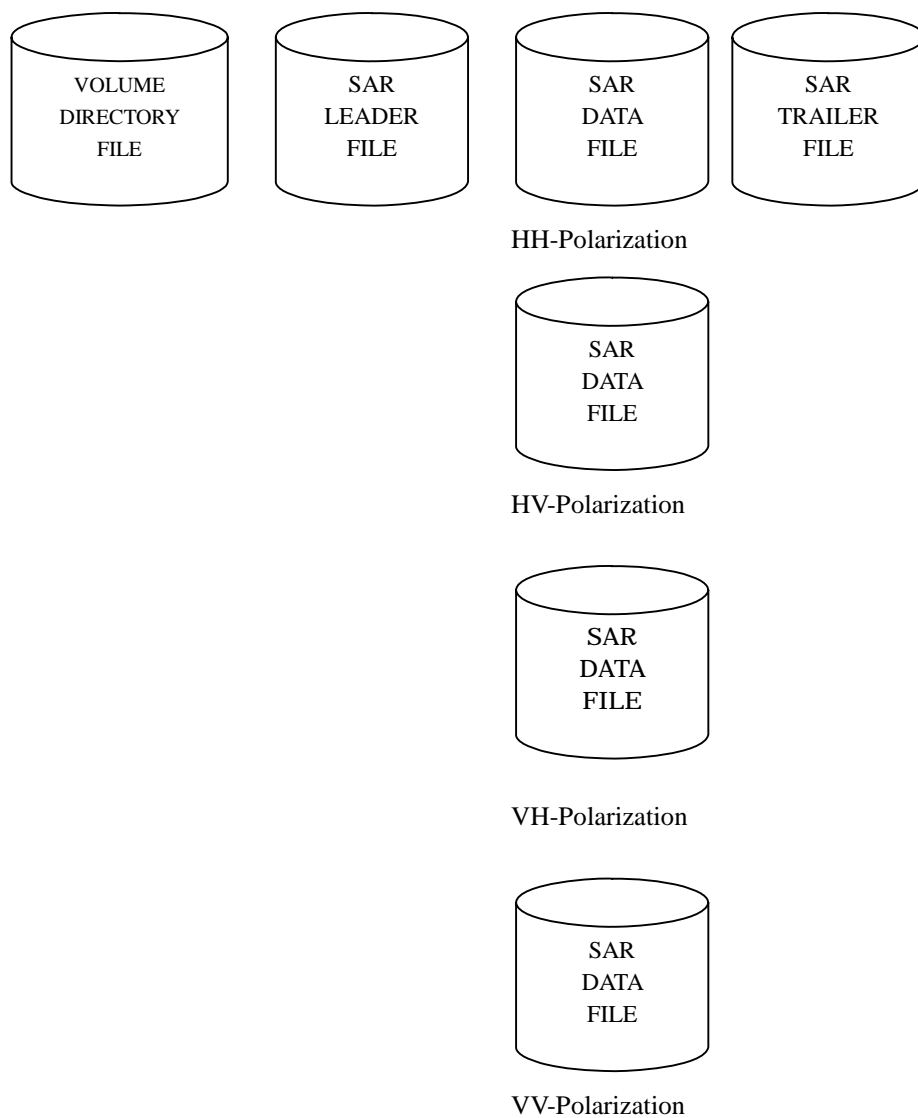 VOLUME
DIRECTORY
FILE
SAR
LEADER
FILE
SAR
DATA
FILE
SAR
TRAILER
FILE
HH-Polarization
SAR
DATA
FILE
HV-Polarization
SAR
DATA
FILE
VH-Polarization
SAR
DATA
FILE
VV-Polarization